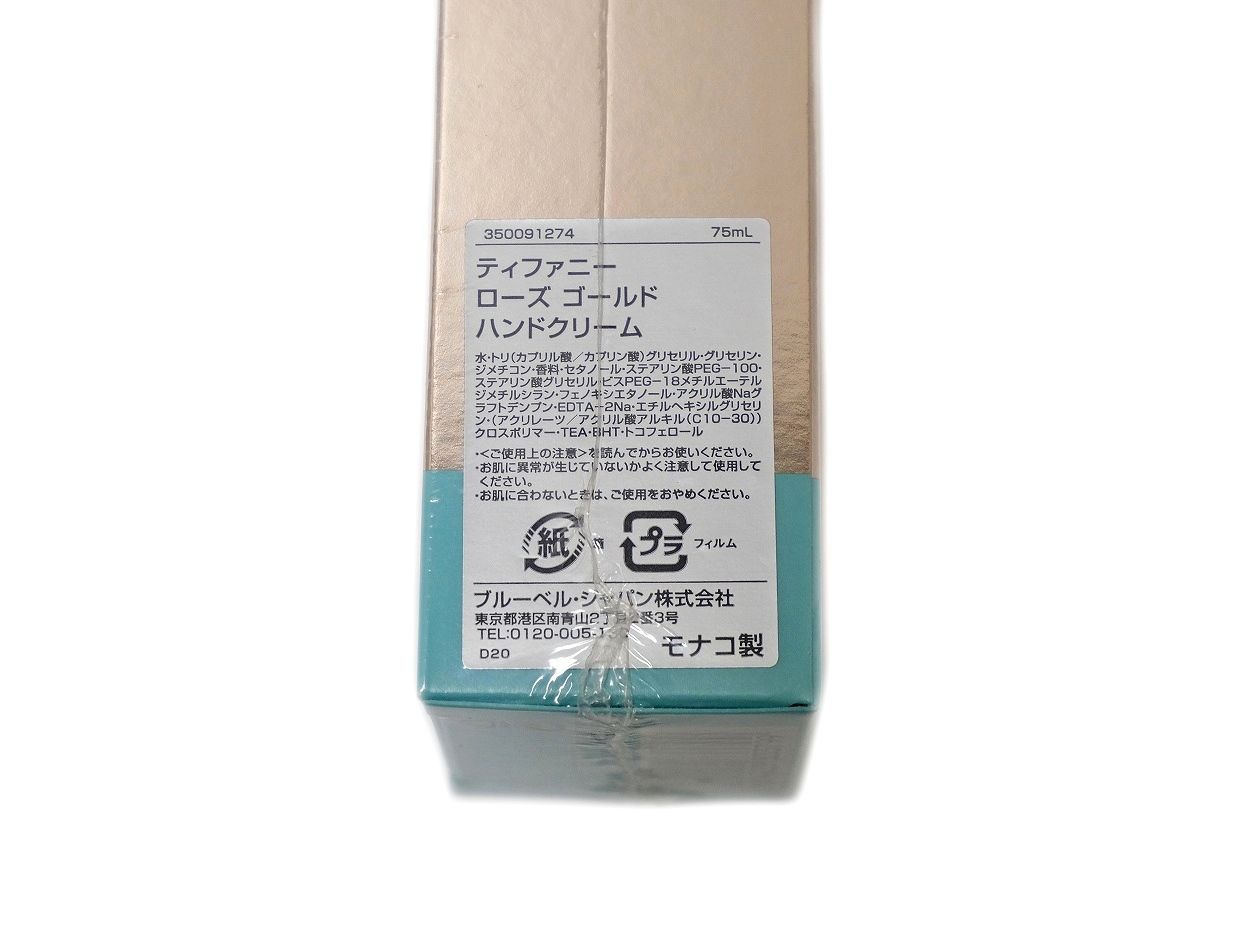 350091274 75mL
ティファニー
ローズ ゴールド
ハンドクリーム
水・トリ(カプリル酸/カプリン酸)グリセリル・グリセリン・
ジメチコン・香料・セタノール・ステアリン酸PEG-100・
ステアリン酸グリセリル・ビスPEG-18メチルエーテル
ジメチルシラン・フェノキシエタノール・アクリル酸Naグ
ラフトデンプン・EDTA-2Na・エチルヘキシルグリセリ
ン・(アクリレーツ/アクリル酸アルキル(C10-30))
クロスポリマー・TEA・BHT・トコフェロール
・<ご使用上の注意>を読んでからお使いください。
・お肌に異常が生じていないかよく注意して使用して
ください。
・お肌に合わないときは、ご使用をおやめください。
紙 プラ フィルム
ブルーベル・ジャパン株式会社
東京都港区南青山2丁目2番3号
TEL:0120-005-130
D20 モナコ製